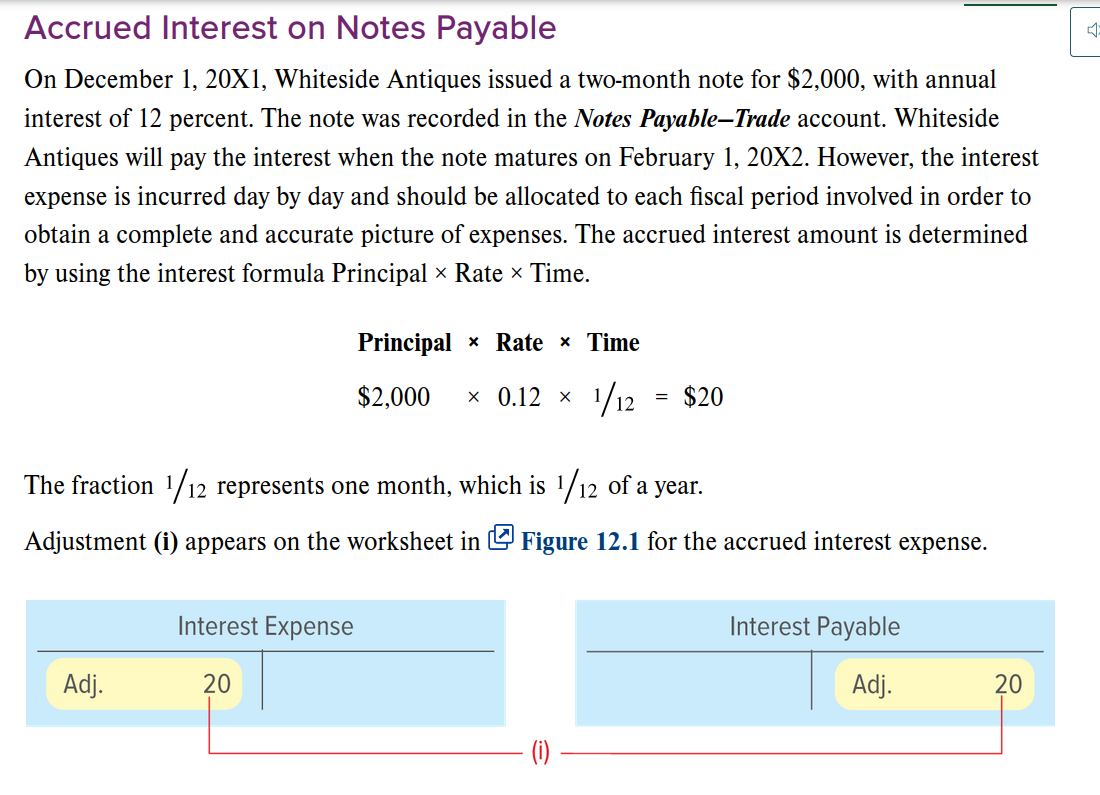 Accrued Interest on Notes Payable
On December 1, 20X1, Whiteside Antiques issued a two-month note for $2,000, with annual
interest of 12 percent. The note was recorded in the Notes Payable–Trade account. Whiteside
Antiques will pay the interest when the note matures on February 1, 20X2. However, the interest
expense is incurred day by day and should be allocated to each fiscal period involved in order to
obtain a complete and accurate picture of expenses. The accrued interest amount is determined
by using the interest formula Principal × Rate × Time.
Principal × Rate × Time
$2,000 × 0.12 × 1/12 = $20
The fraction 1/12 represents one month, which is 1/12 of a year.
Adjustment (i) appears on the worksheet in Figure 12.1 for the accrued interest expense.
Interest Expense Interest Payable
Adj. 20 Adj. 20
(i)